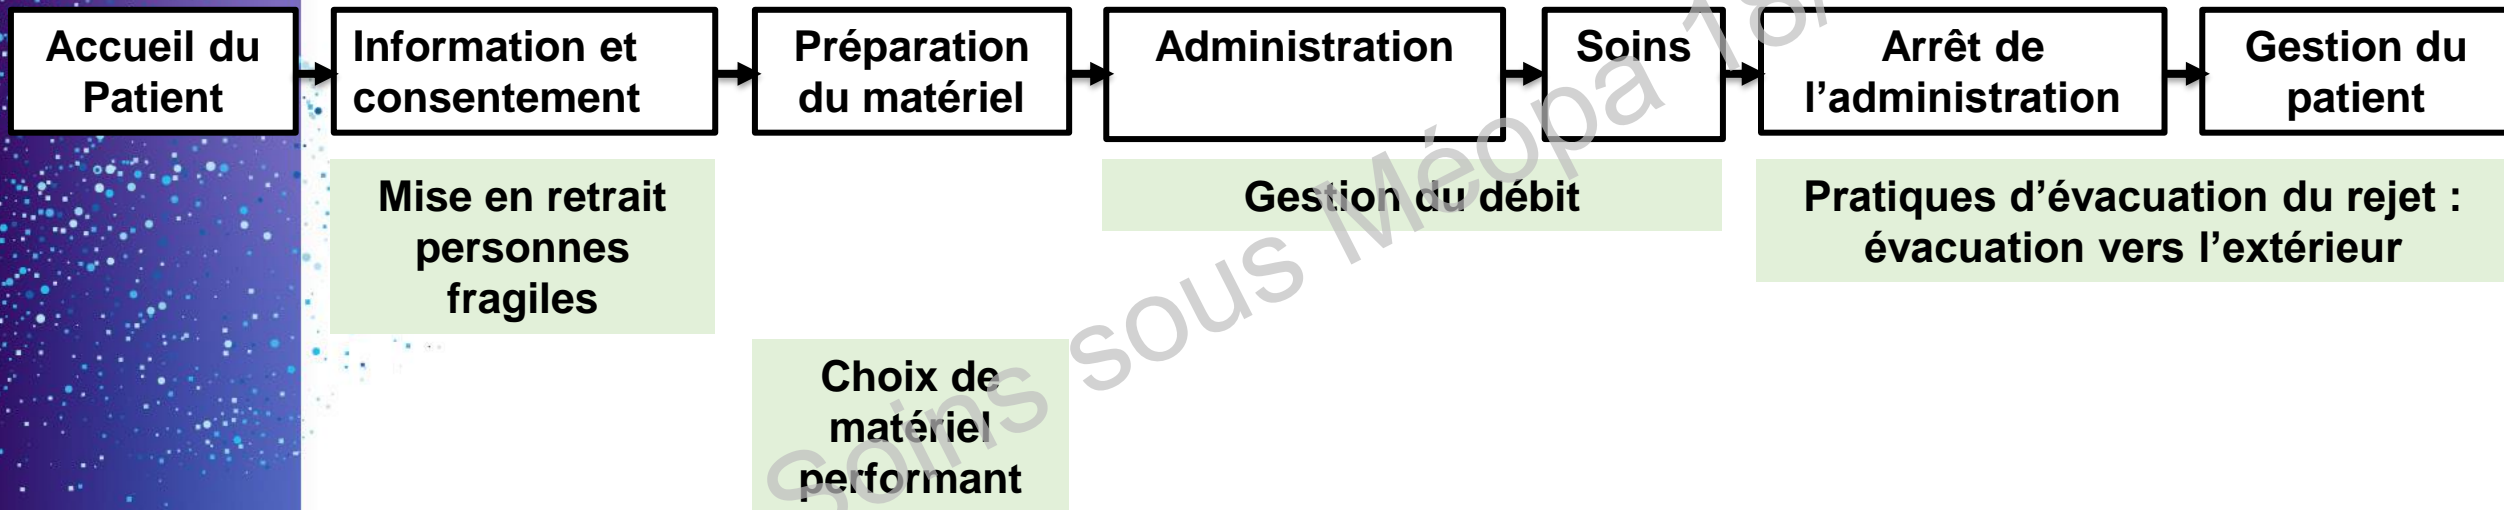 Accueil du
Patient
Information et
consentement
Préparation
du matériel
Administration
Soins
Arrêt de
l’administration
Gestion du
patient
Mise en retrait
personnes
fragiles
Gestion du débit
Pratiques d’évacuation du rejet :
évacuation vers l’extérieur
Choix de
matériel
performant
Soins sous Méopa